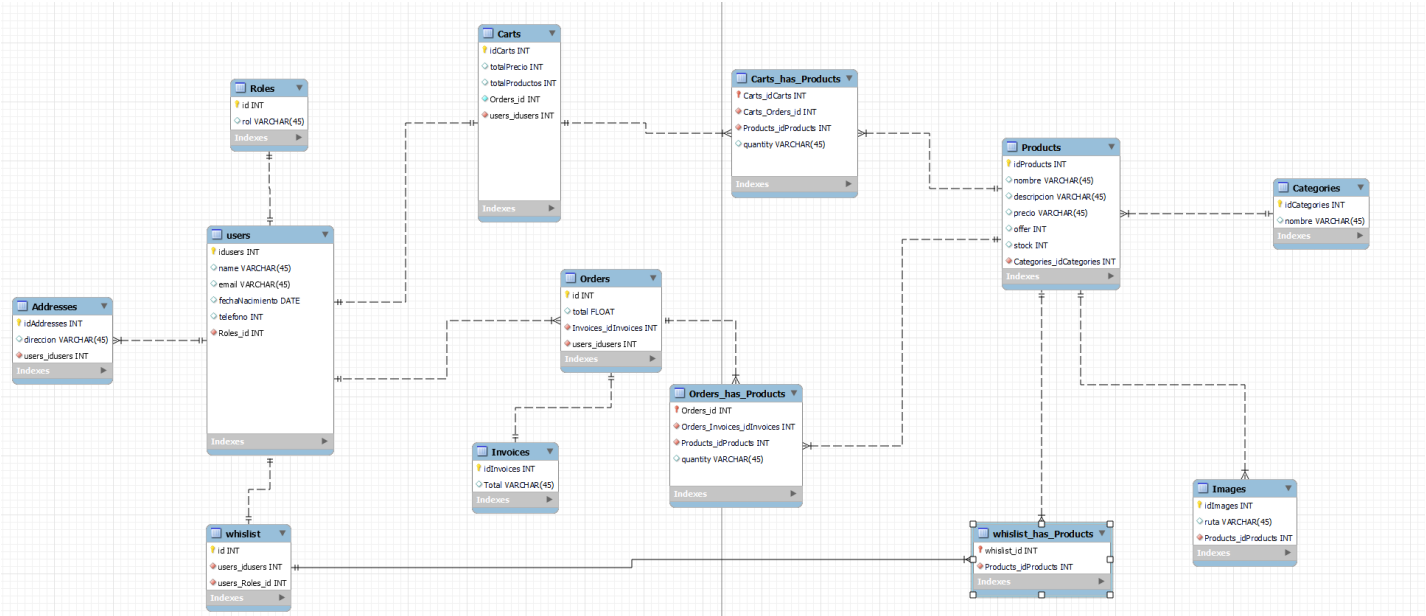 Carts
idCarts INT
totalPrecio INT
totalProductos INT
Orders_id INT
users_idusers INT
Indexes
Roles
id INT
rol VARCHAR(45)
Indexes
Carts_has_Products
Carts_idCarts INT
Carts_Orders_id INT
Products_idProducts INT
quantity VARCHAR(45)
Indexes
Products
idProducts INT
nombre VARCHAR(45)
descripcion VARCHAR(45)
precio VARCHAR(45)
offer INT
stock INT
Categories_idCategories INT
Indexes
Categories
idCategories INT
nombre VARCHAR(45)
Indexes
users
idusers INT
name VARCHAR(45)
email VARCHAR(45)
fechaNacimiento DATE
telefono INT
Roles_id INT
Indexes
Addresses
idAddresses INT
direccion VARCHAR(45)
users_idusers INT
Indexes
Orders
id INT
total FLOAT
Invoices_idInvoices INT
users_idusers INT
Indexes
Orders_has_Products
Orders_id INT
Orders_Invoices_idInvoices INT
Products_idProducts INT
quantity VARCHAR(45)
Indexes
Invoices
idInvoices INT
Total VARCHAR(45)
Indexes
whislist
id INT
users_idusers INT
users_Roles_id INT
Indexes
whislist_has_Products
whislist_id INT
Products_idProducts INT
Indexes
Images
idImages INT
ruta VARCHAR(45)
Products_idProducts INT
Indexes